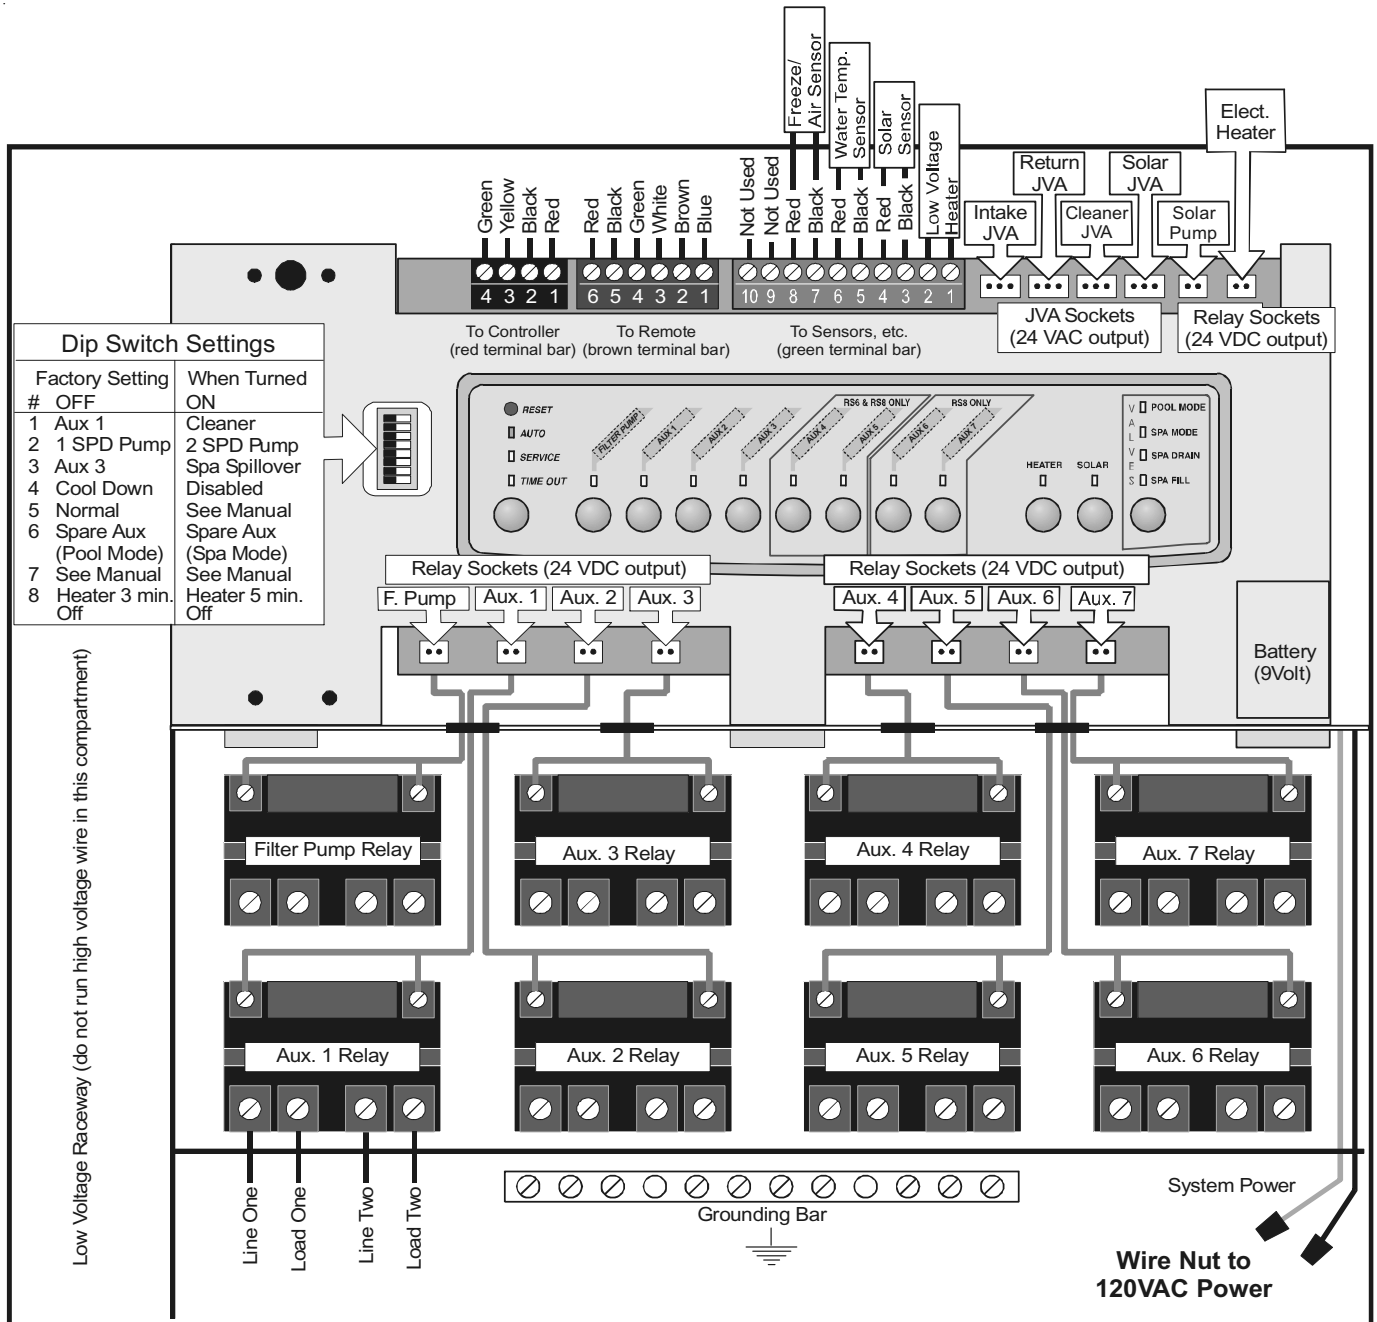 Freeze/
Air Sensor
Water Temp.
Sensor
Solar
Sensor
Low Voltage
Heater
Elect.
Heater
Return
JVA
Solar
JVA
Intake
JVA
Cleaner
JVA
Solar
Pump
Green
Yellow
Black
Red
Red
Black
Green
White
Brown
Blue
Not Used
Not Used
Red
Black
Red
Black
Red
Black
4 3 2 1
6 5 4 3 2 1
10 9 8 7 6 5 4 3 2 1
To Controller
(red terminal bar)
To Remote
(brown terminal bar)
To Sensors, etc.
(green terminal bar)
JVA Sockets
(24 VAC output)
Relay Sockets
(24 VDC output)
Dip Switch Settings
Factory Setting When Turned
# OFF ON
1 Aux 1 Cleaner
2 1 SPD Pump 2 SPD Pump
3 Aux 3 Spa Spillover
4 Cool Down Disabled
5 Normal See Manual
6 Spare Aux Spare Aux
(Pool Mode) (Spa Mode)
7 See Manual See Manual
8 Heater 3 min. Heater 5 min.
Off Off
RESET
AUTO
SERVICE
TIME OUT
FILTER PUMP
AUX 1
AUX 2
AUX 3
RS6 & RS8 ONLY
AUX 4
AUX 5
RS8 ONLY
AUX 6
AUX 7
HEATER
SOLAR
VALVES
POOL MODE
SPA MODE
SPA DRAIN
SPA FILL
Relay Sockets (24 VDC output)
F. Pump
Aux. 1
Aux. 2
Aux. 3
Relay Sockets (24 VDC output)
Aux. 4
Aux. 5
Aux. 6
Aux. 7
Battery
(9Volt)
Low Voltage Raceway (do not run high voltage wire in this compartment)
Filter Pump Relay
Aux. 3 Relay
Aux. 4 Relay
Aux. 7 Relay
Aux. 1 Relay
Aux. 2 Relay
Aux. 5 Relay
Aux. 6 Relay
Line One
Load One
Line Two
Load Two
Grounding Bar
System Power
Wire Nut to
120VAC Power